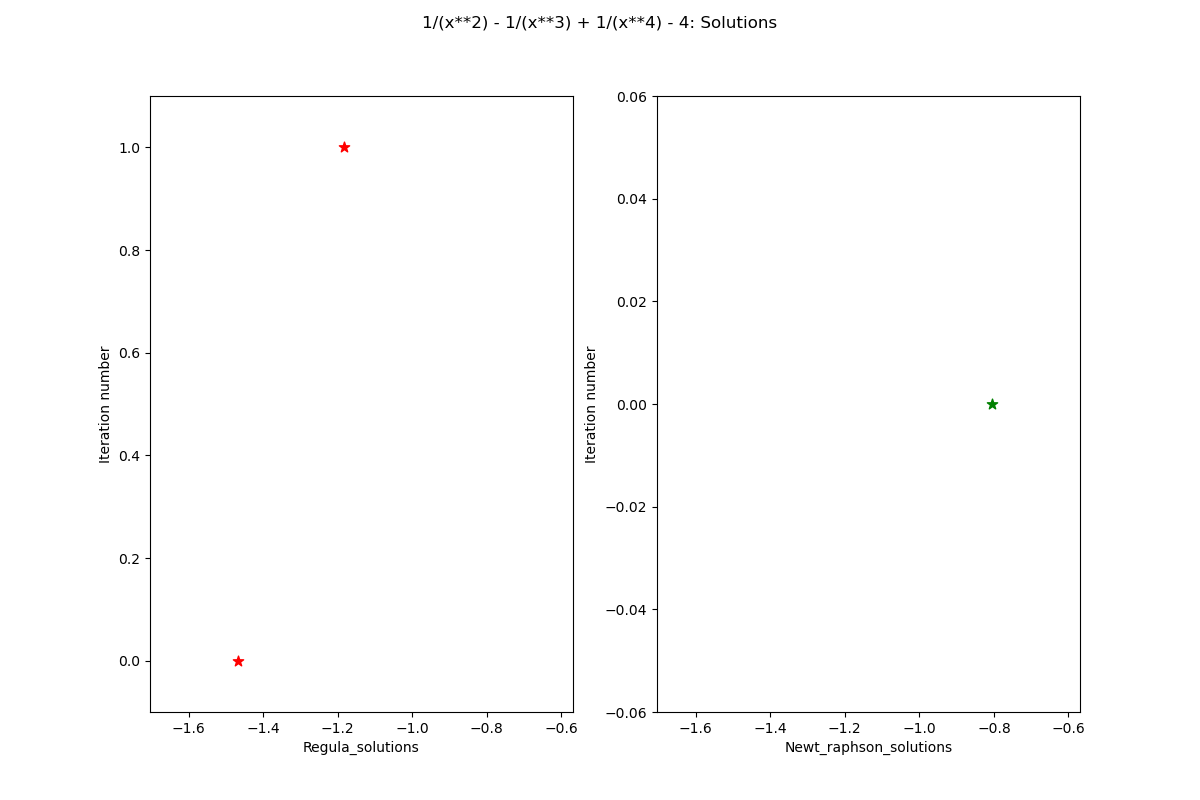 1/(x**2) - 1/(x**3) + 1/(x**4) - 4: Solutions
1.0
0.8
0.6
0.4
0.2
0.0
Iteration number
−1.6 −1.4 −1.2 −1.0 −0.8 −0.6
Regula_solutions
0.06
0.04
0.02
0.00
−0.02
−0.04
−0.06
Iteration number
−1.6 −1.4 −1.2 −1.0 −0.8 −0.6
Newt_raphson_solutions